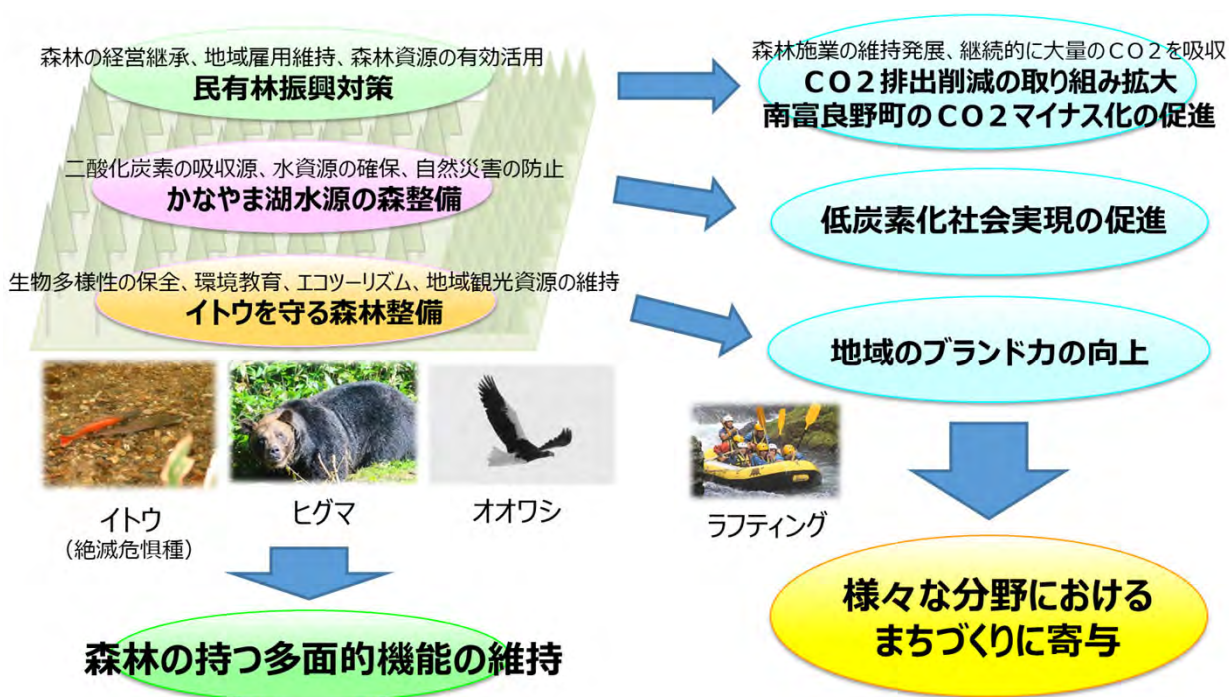 森林の経営継承、地域雇用維持、森林資源の有効活用
民有林振興対策
二酸化炭素の吸収源、水資源の確保、自然災害の防止
かなやま湖水源の森整備
生物多様性の保全、環境教育、エコツーリズム、地域観光資源の維持
イトウを守る森林整備
イトウ
（絶滅危惧種）
ヒグマ
オオワシ
森林の持つ多面的機能の維持
森林施業の維持発展、継続的に大量のＣＯ２を吸収
ＣＯ２排出削減の取り組み拡大
南富良野町のＣＯ２マイナス化の促進
低炭素化社会実現の促進
地域のブランド力の向上
ラフティング
様々な分野における
まちづくりに寄与